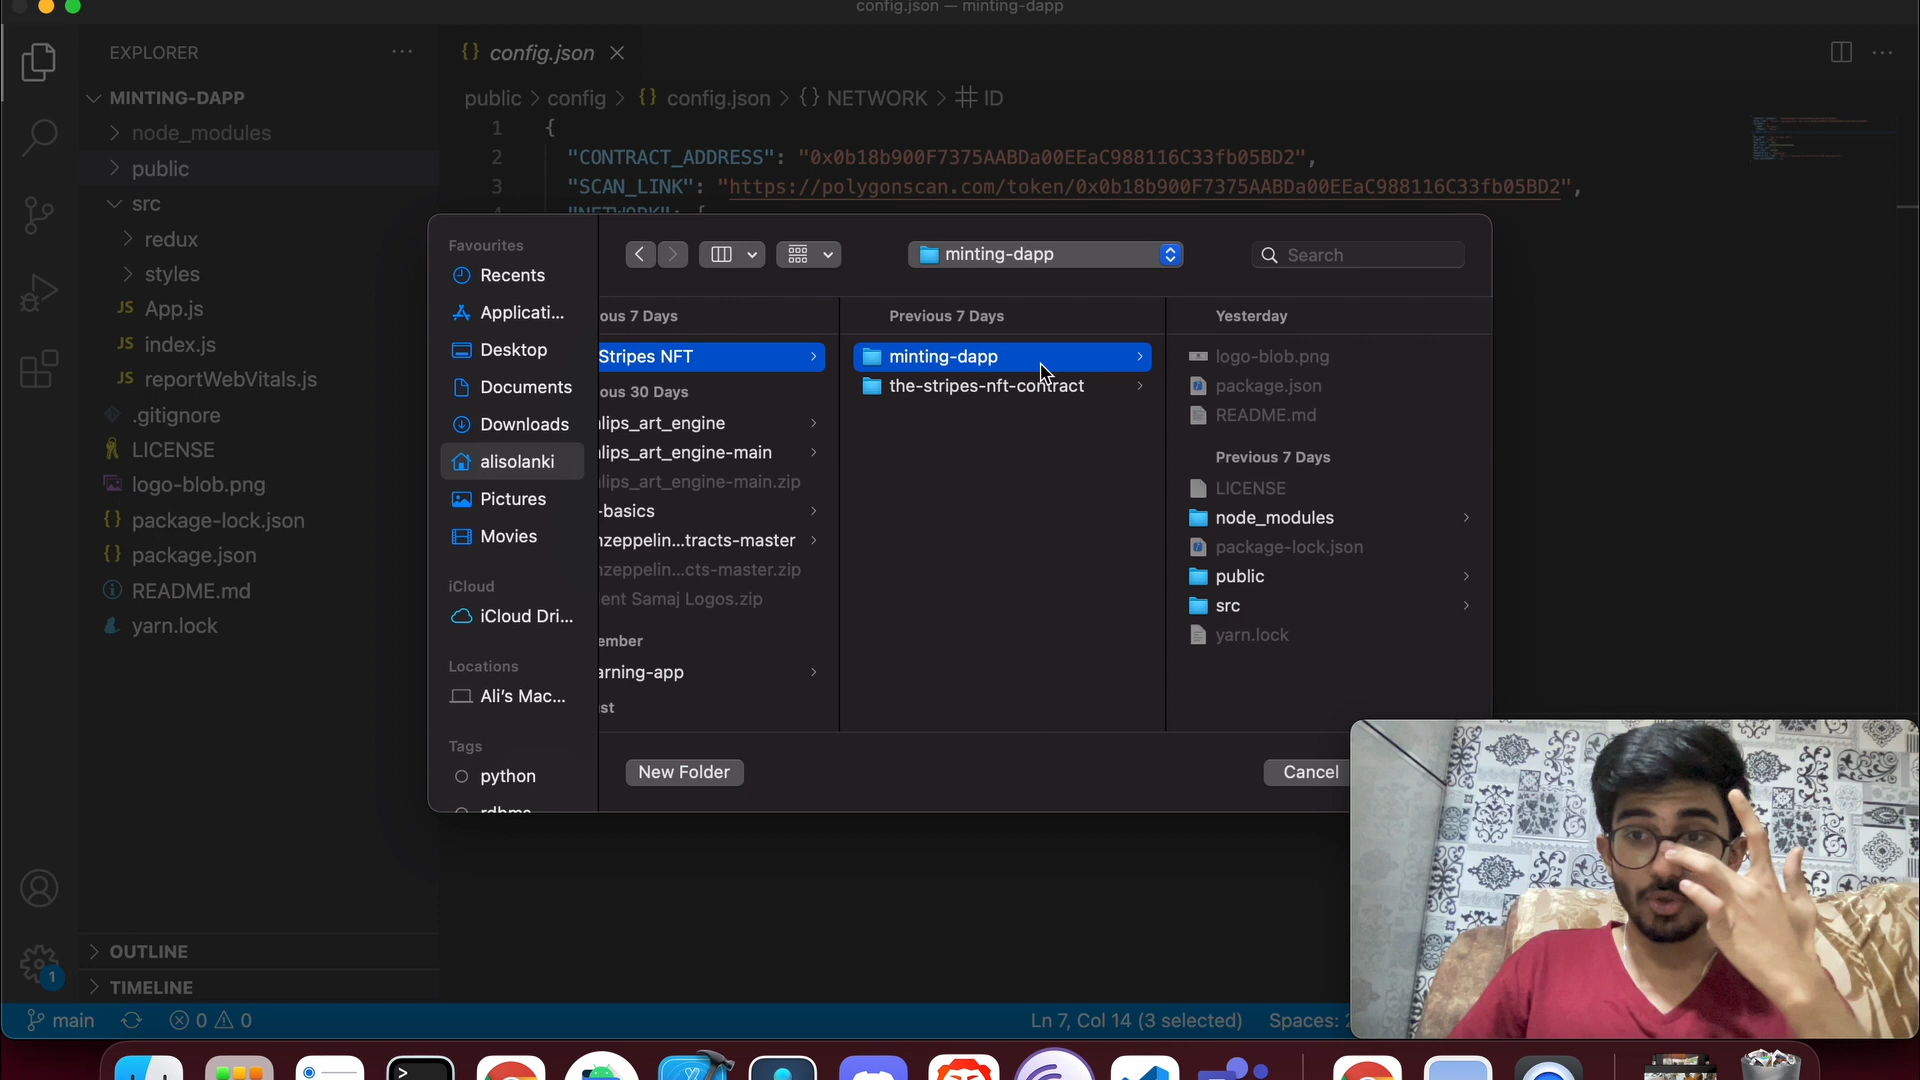 config.json — minting-dapp
EXPLORER
config.json
MINTING-DAPP
node_modules
public
src
redux
styles
JS App.js
JS index.js
JS reportWebVitals.js
.gitignore
LICENSE
logo-blob.png
package-lock.json
package.json
README.md
yarn.lock
OUTLINE
TIMELINE
public > config > {} config.json > {} NETWORK > # ID
1 {
2 "CONTRACT_ADDRESS": "0x0b18b900F7375AABDa00EEaC988116C33fb05BD2",
3 "SCAN_LINK": "https://polygonscan.com/token/0x0b18b900F7375AABDa00EEaC988116C33fb05BD2",
Favourites
Recents
Applicati...
Desktop
Documents
Downloads
alisolanki
Pictures
Movies
iCloud
iCloud Dri...
Locations
Ali's Mac...
Tags
python
minting-dapp
Search
ous 7 Days
Stripes NFT
ous 30 Days
lips_art_engine
lips_art_engine-main
lips_art_engine-main.zip
-basics
nzeppelin...tracts-master
nzeppelin...cts-master.zip
ent Samaj Logos.zip
ember
arning-app
st
Previous 7 Days
minting-dapp
the-stripes-nft-contract
Yesterday
logo-blob.png
package.json
README.md
Previous 7 Days
LICENSE
node_modules
package-lock.json
public
src
yarn.lock
New Folder
Cancel
1
main
0 0
Ln 7, Col 14 (3 selected)
Spaces: